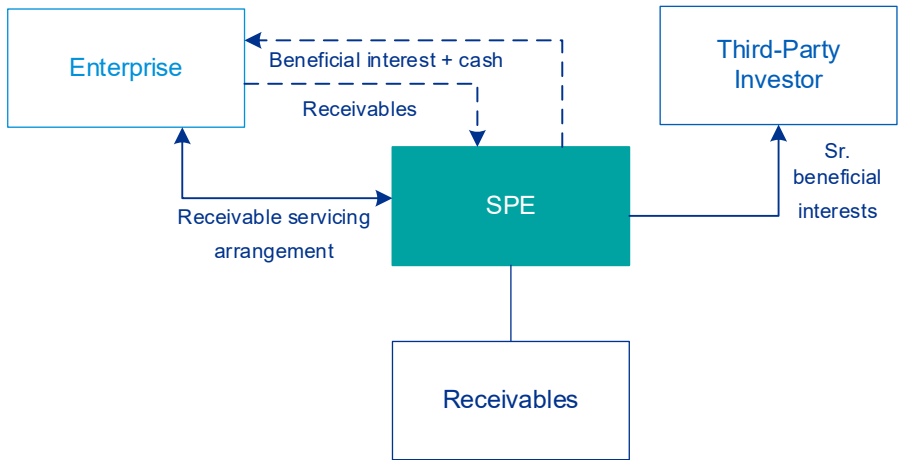 Enterprise
Beneficial interest + cash
Receivables
Third-Party
Investor
Sr.
beneficial
interests
SPE
Receivable servicing
arrangement
Receivables